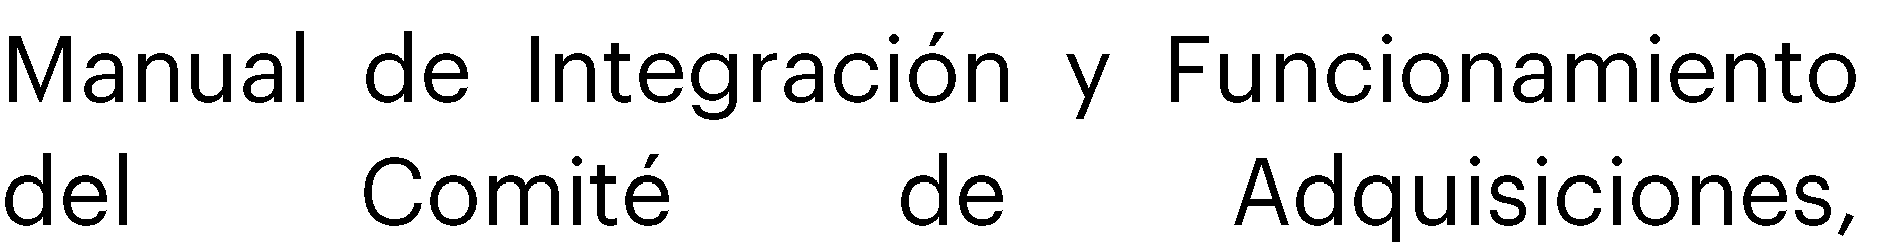 Manual de Integración y Funcionamiento
del Comité de Adquisiciones,